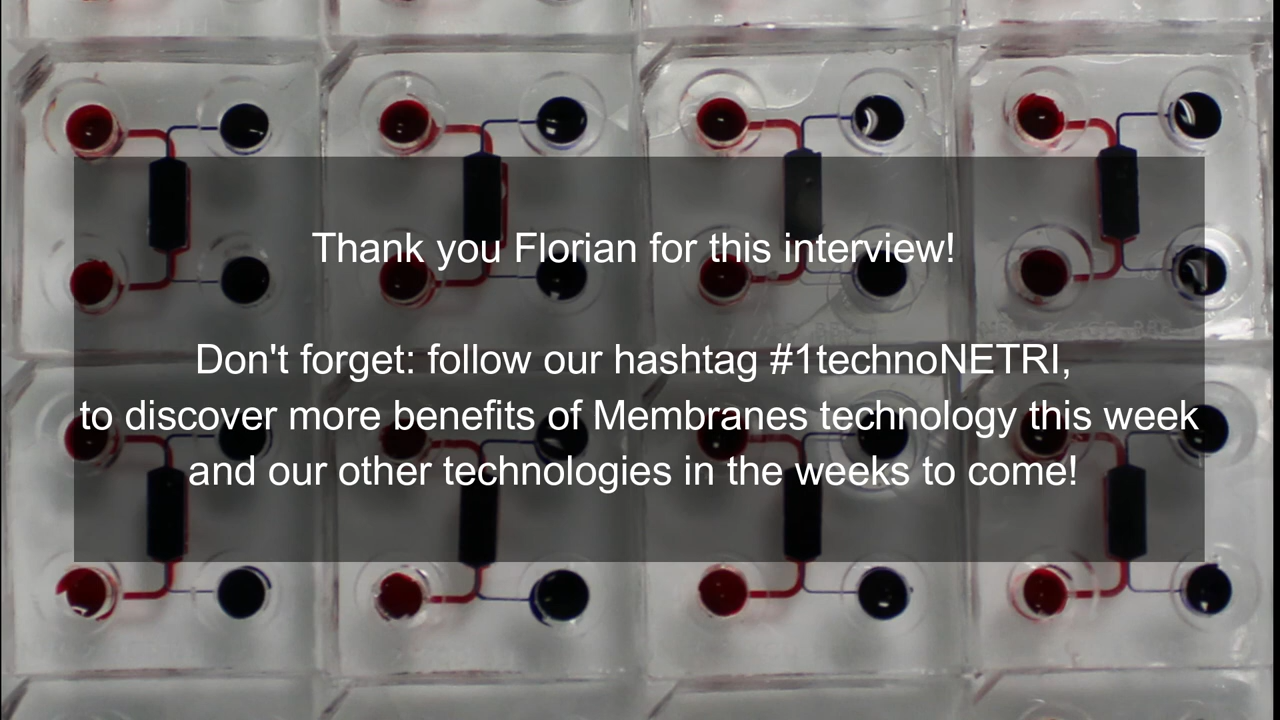 Thank you Florian for this interview!
Don't forget: follow our hashtag #1technoNETRI,
to discover more benefits of Membranes technology this week
and our other technologies in the weeks to come!